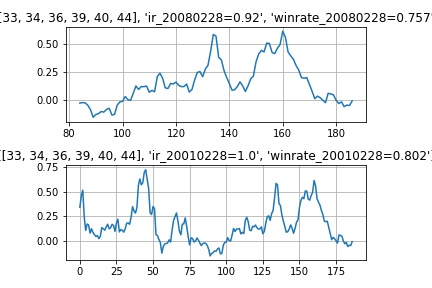 [33, 34, 36, 39, 40, 44], 'ir_20080228=0.92', 'winrate_20080228=0.757'
0.50
0.25
0.00
80 100 120 140 160 180
[33, 34, 36, 39, 40, 44], 'ir_20010228=1.0', 'winrate_20010228=0.802']
0.75
0.50
0.25
0.00
0 25 50 75 100 125 150 175